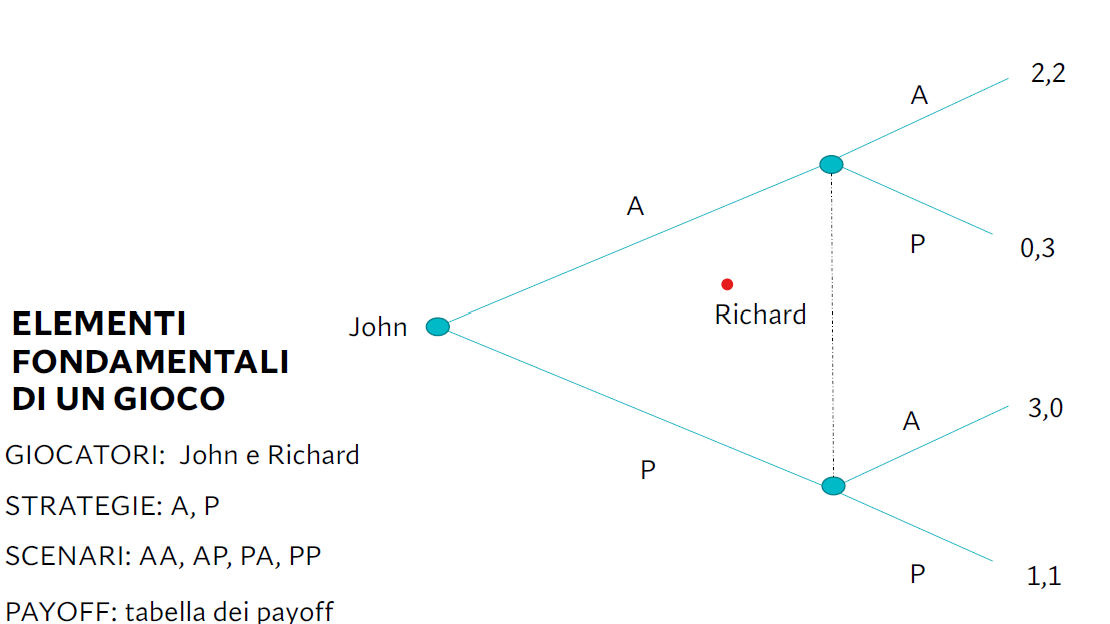 2,2
A
A
P
0,3
Richard
John
ELEMENTI
FONDAMENTALI
DI UN GIOCO
3,0
A
GIOCATORI: John e Richard
P
STRATEGIE: A, P
SCENARI: AA, AP, PA, PP
P
1,1
PAYOFF: tabella dei payoff